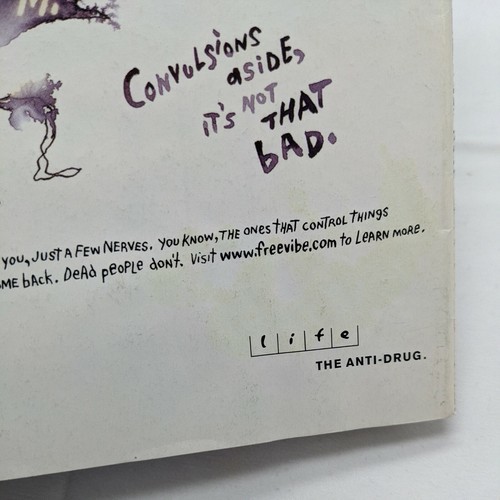 M.
CONVULSIONS
ASIDE,
IT'S NOT
THAT
BAD.
YOU, JUST A FEW NERVES. YOU KNOW, THE ONES THAT CONTROL THINGS
ME BACK. DEAD PEOPLE DON'T. VISIT www.freevibe.com to LEARN MORE.
life
THE ANTI-DRUG.